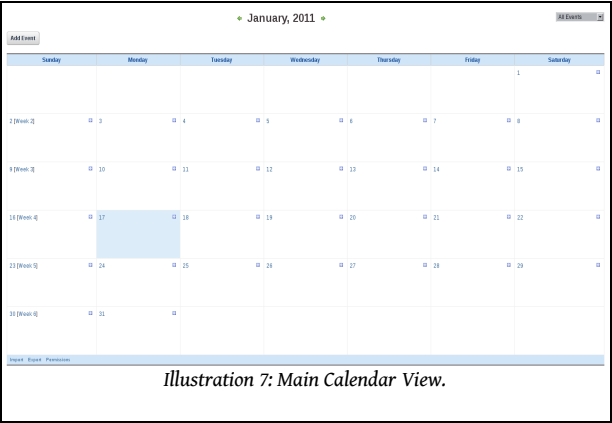 January, 2011
All Events
Add Event
Sunday Monday Tuesday Wednesday Thursday Friday Saturday
1
2 [Week 2] 3 4 5 6 7 8
9 [Week 3] 10 11 12 13 14 15
16 [Week 4] 17 18 19 20 21 22
23 [Week 5] 24 25 26 27 28 29
30 [Week 6] 31
Import Export Permissions
Illustration 7: Main Calendar View.